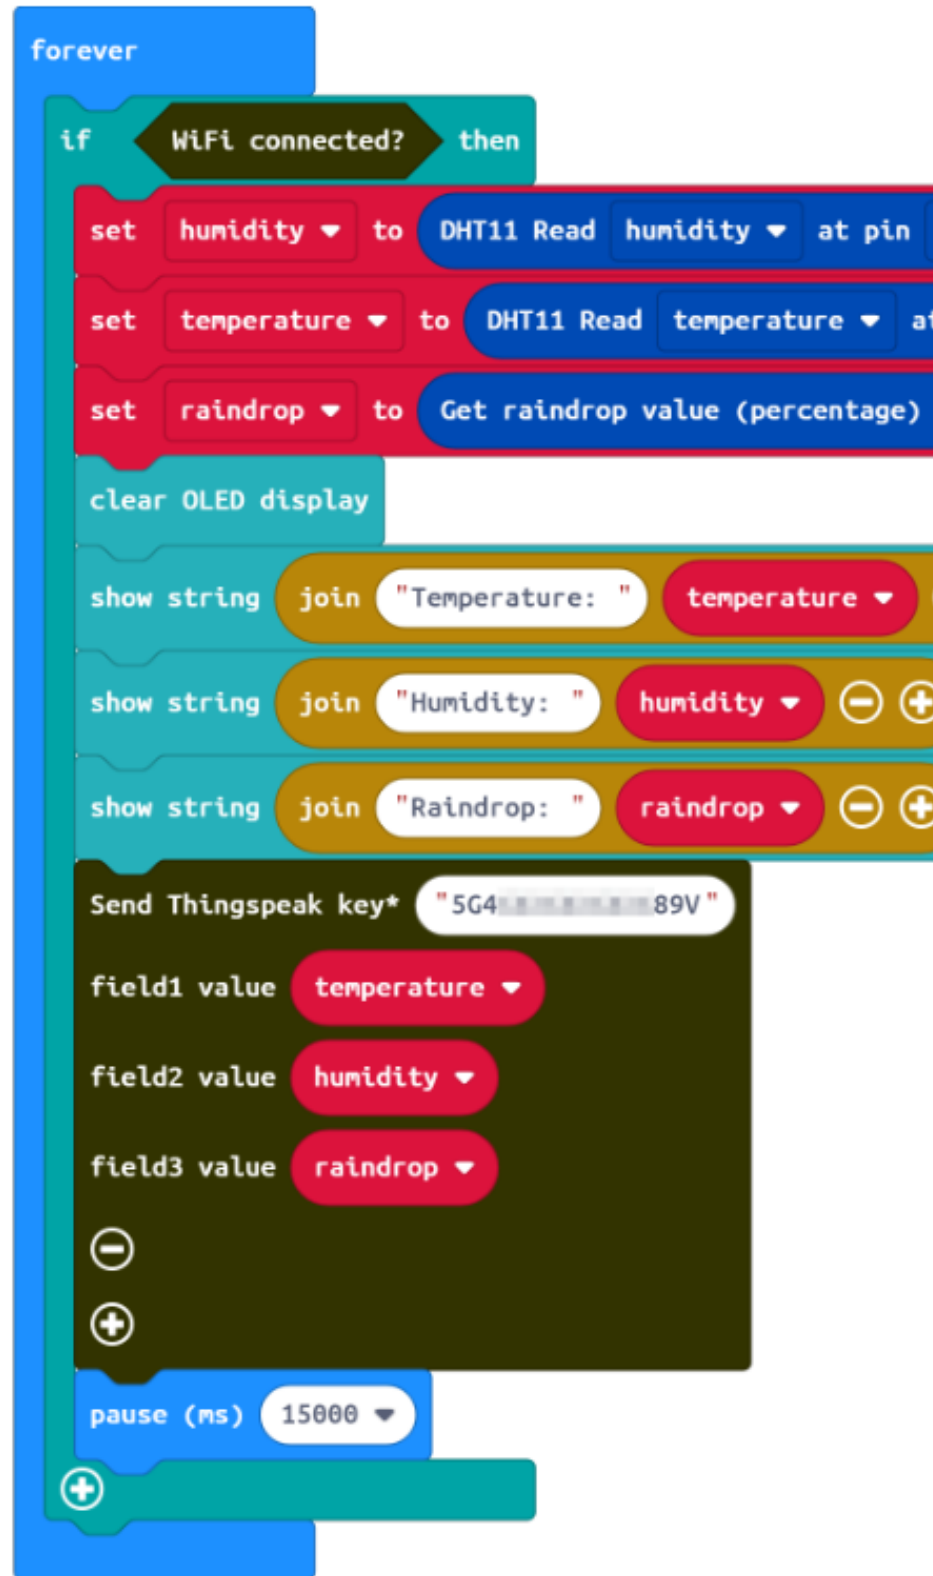 forever
if WiFi connected? then
set humidity to DHT11 Read humidity at pin
set temperature to DHT11 Read temperature
set raindrop to Get raindrop value (percentage)
clear OLED display
show string join "Temperature: " temperature
show string join "Humidity: " humidity
show string join "Raindrop: " raindrop
Send Thingspeak key* "5G4 89V"
field1 value temperature
field2 value humidity
field3 value raindrop
pause (ms) 15000